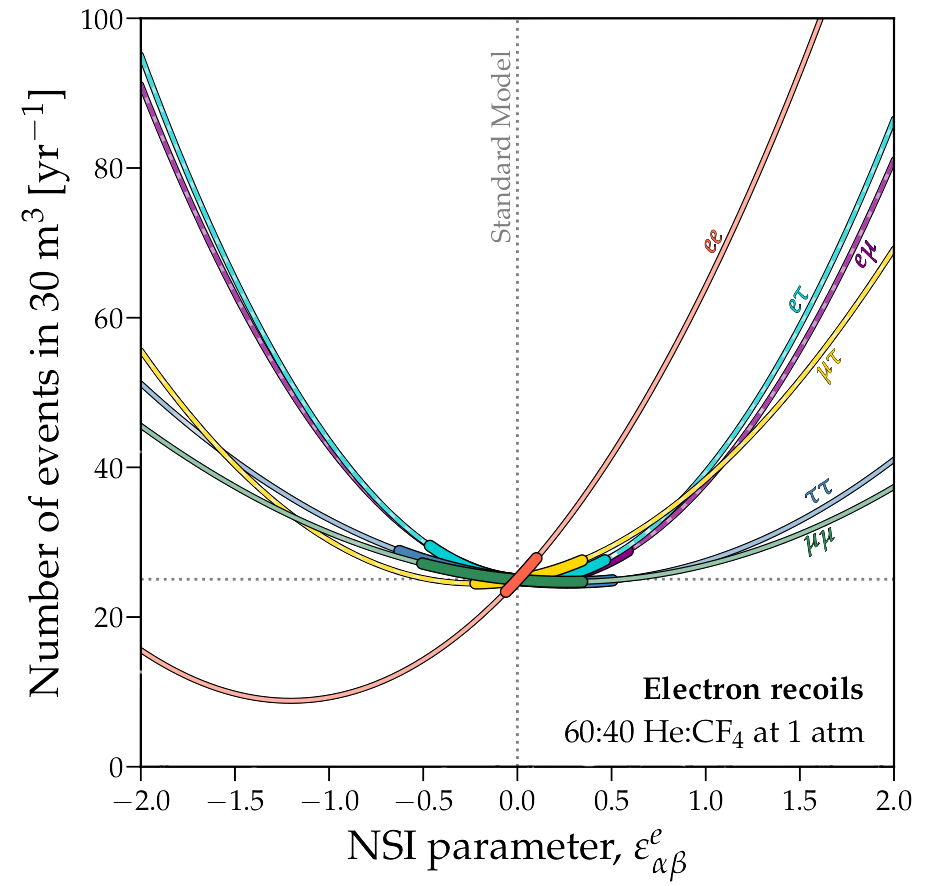 Number of events in 30 m³ [yr⁻¹]
100
80
60
40
20
0
Standard Model
ee
eτ
eμ
μτ
ττ
μμ
Electron recoils
60:40 He:CF₄ at 1 atm
−2.0 −1.5 −1.0 −0.5 0.0 0.5 1.0 1.5 2.0
NSI parameter, εᵉ_αβ